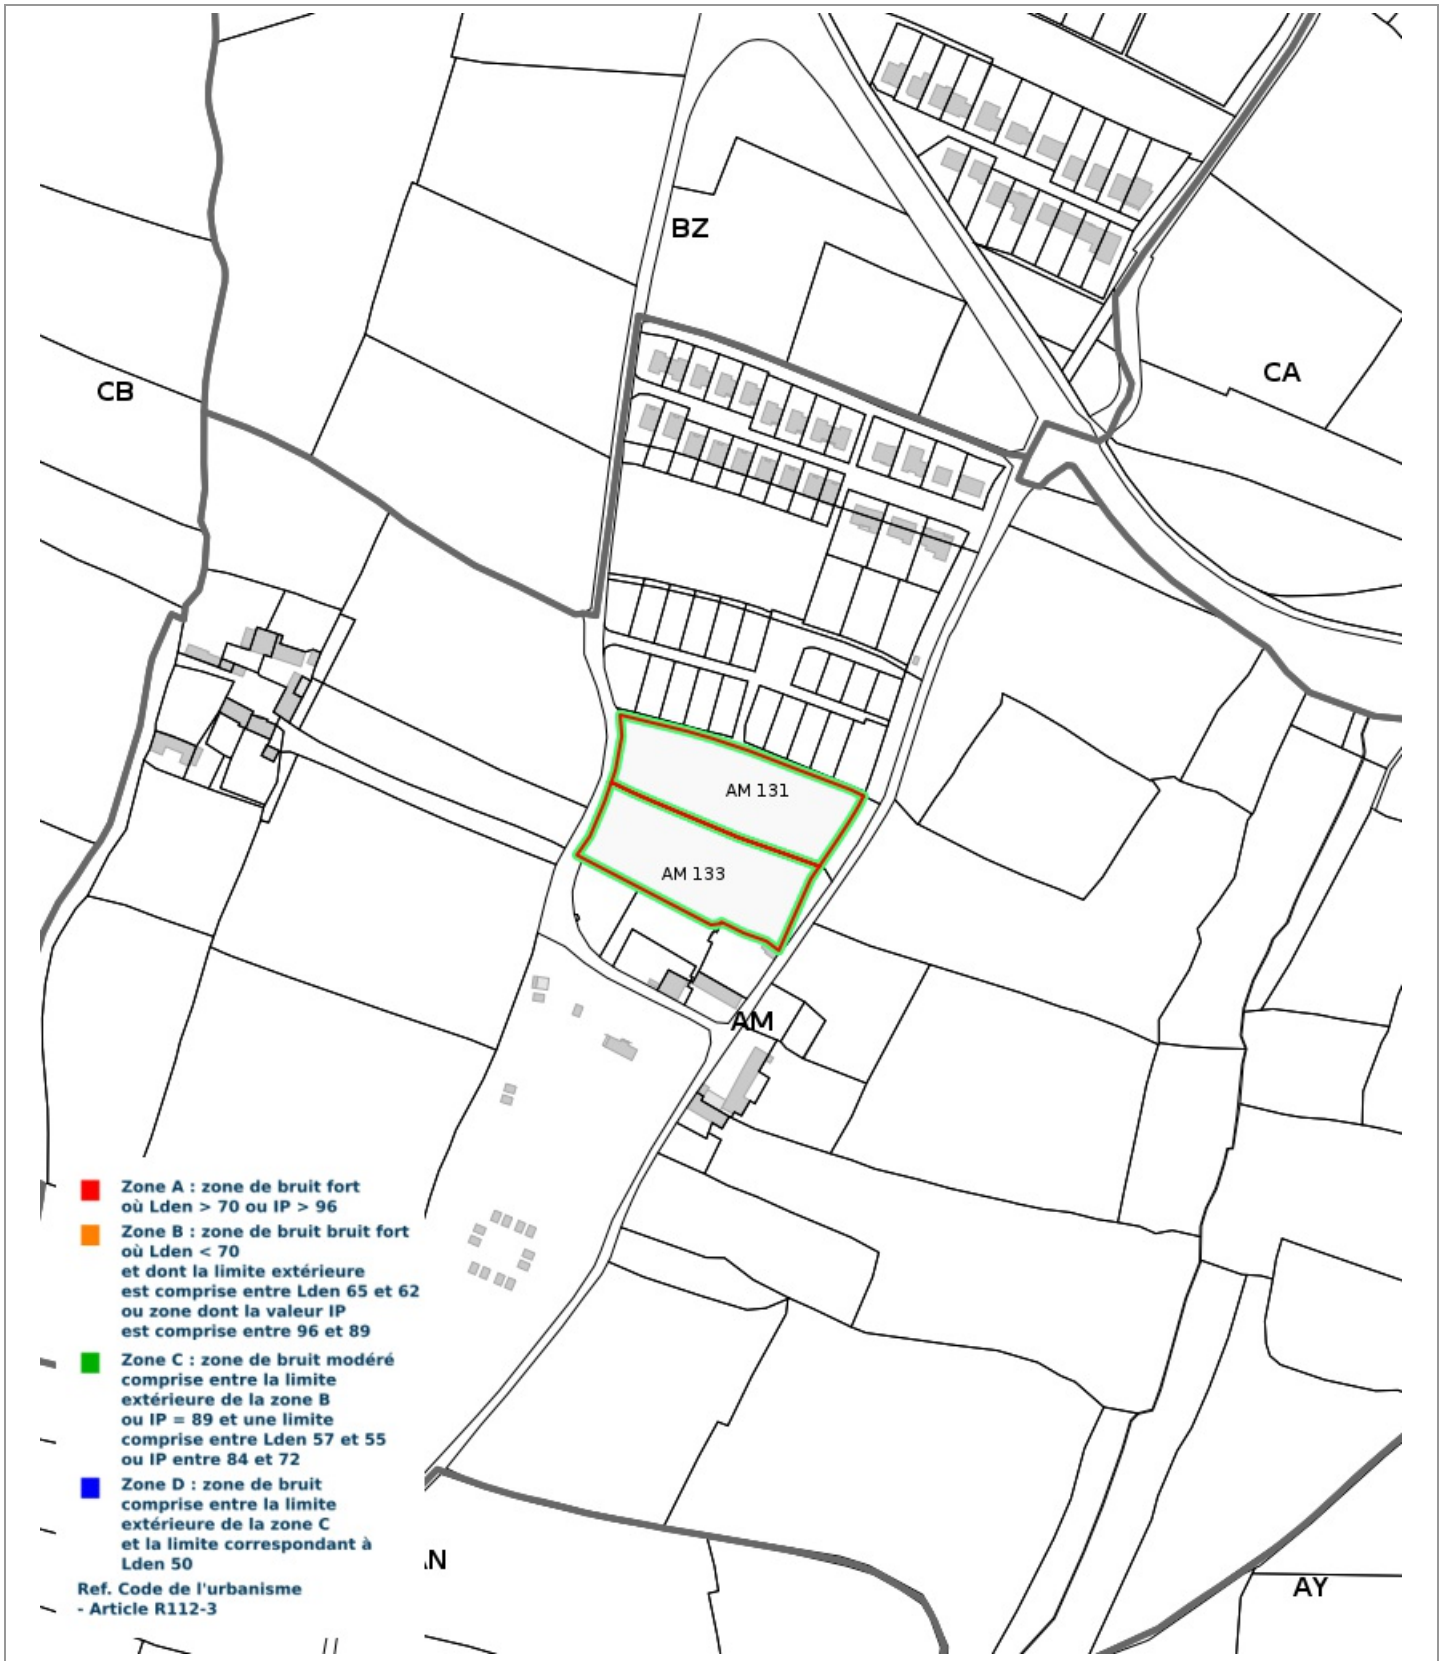 BZ
CA
CB
AM 131
AM 133
AM
Zone A : zone de bruit fort
où Lden > 70 ou IP > 96
Zone B : zone de bruit bruit fort
où Lden < 70
et dont la limite extérieure
est comprise entre Lden 65 et 62
ou zone dont la valeur IP
est comprise entre 96 et 89
Zone C : zone de bruit modéré
comprise entre la limite
extérieure de la zone B
ou IP = 89 et une limite
comprise entre Lden 57 et 55
ou IP entre 84 et 72
Zone D : zone de bruit
comprise entre la limite
extérieure de la zone C
et la limite correspondant à
Lden 50
Ref. Code de l'urbanisme
- Article R112-3
AN
AY